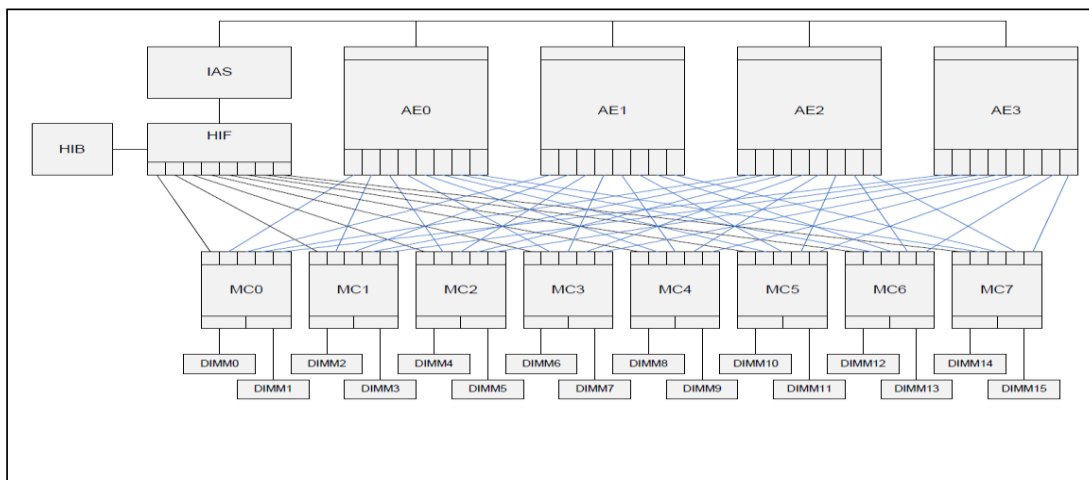 IAS
AE0 AE1 AE2 AE3
HIB HIF
MC0 MC1 MC2 MC3 MC4 MC5 MC6 MC7
DIMM0 DIMM2 DIMM4 DIMM6 DIMM8 DIMM10 DIMM12 DIMM14
DIMM1 DIMM3 DIMM5 DIMM7 DIMM9 DIMM11 DIMM13 DIMM15